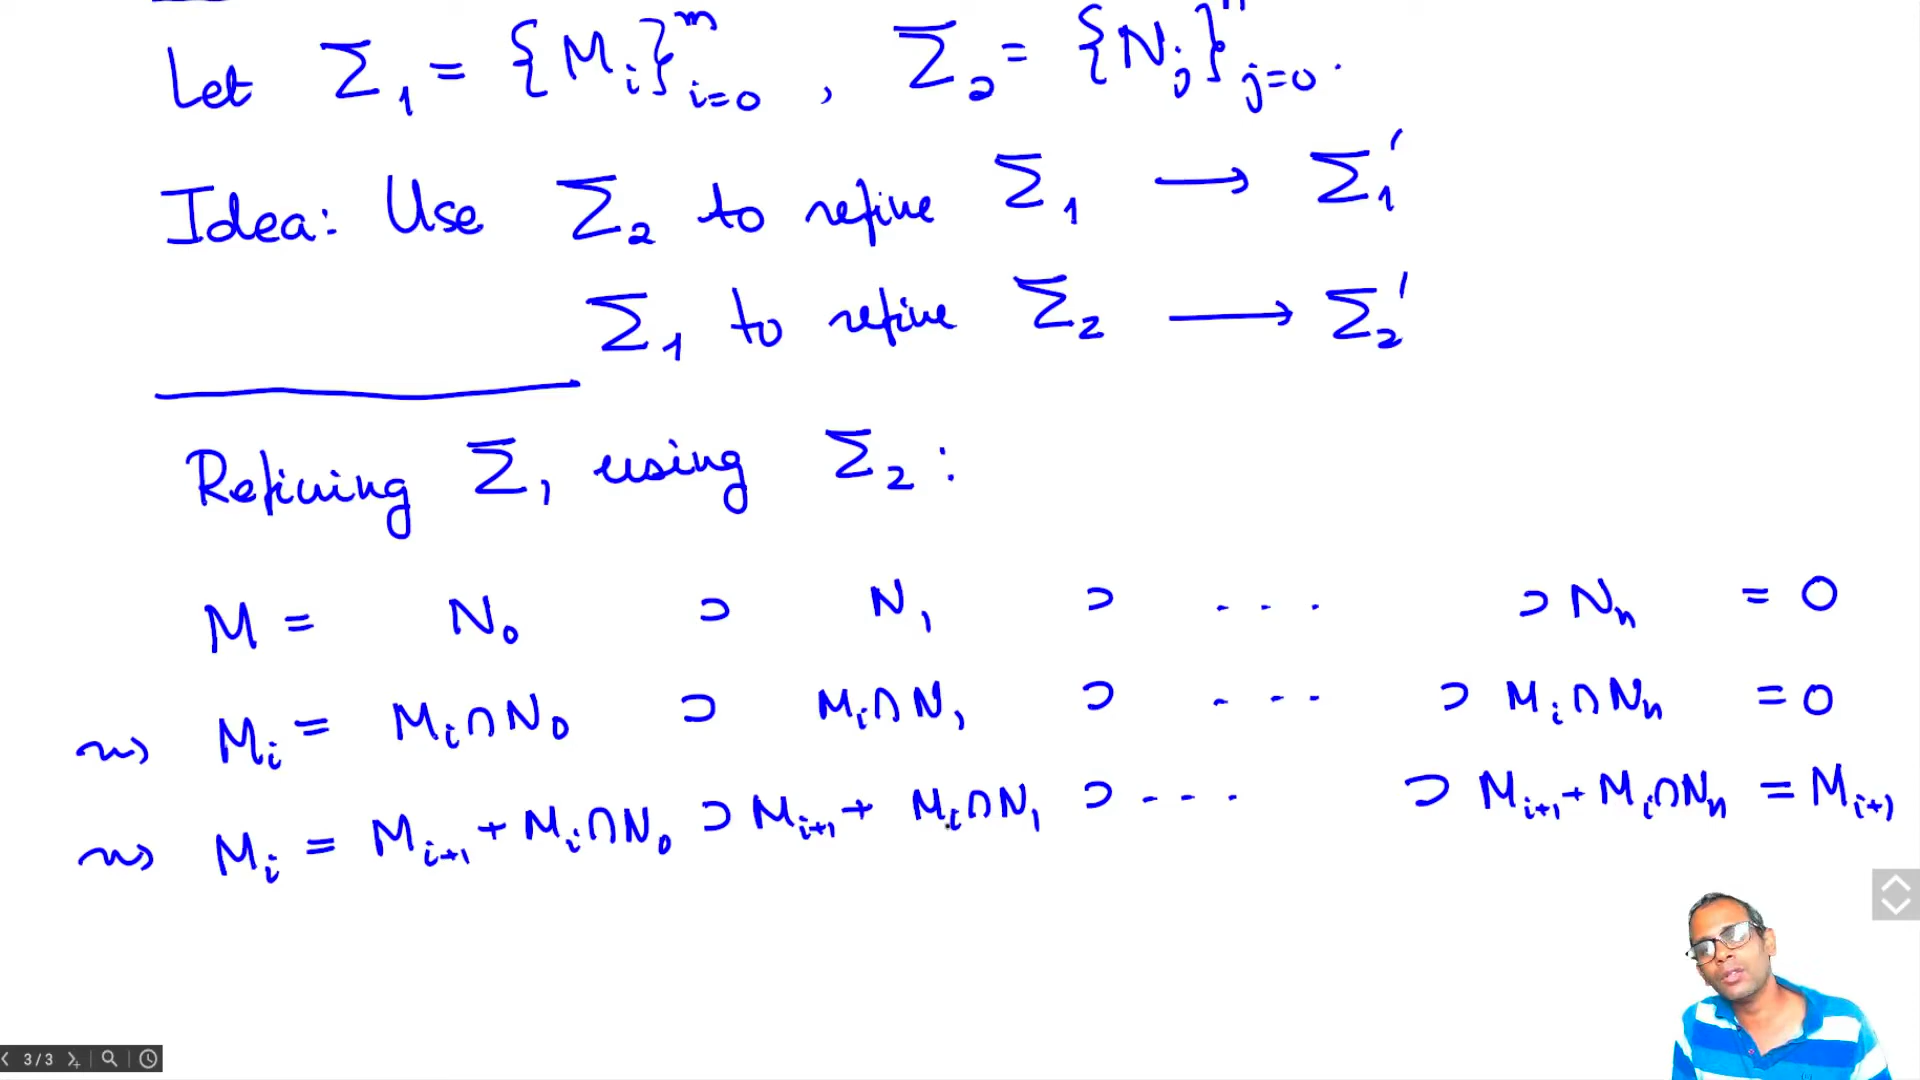 Let Σ₁ = {Mᵢ}ᵐᵢ₌₀ , Σ₂ = {Nⱼ}ⁿⱼ₌₀ .
Idea: Use Σ₂ to refine Σ₁ ⟶ Σ₁'
Σ₁ to refine Σ₂ ⟶ Σ₂'
Refining Σ₁ using Σ₂ :
M = N₀ ⊃ N₁ ⊃ . . . ⊃ Nₙ = 0
⇝ Mᵢ = Mᵢ∩N₀ ⊃ Mᵢ∩N₁ ⊃ . . . ⊃ Mᵢ∩Nₙ = 0
⇝ Mᵢ = Mᵢ₊₁ + Mᵢ∩N₀ ⊃ Mᵢ₊₁ + Mᵢ∩N₁ ⊃ . . . ⊃ Mᵢ₊₁ + Mᵢ∩Nₙ = Mᵢ₊₁
3/3